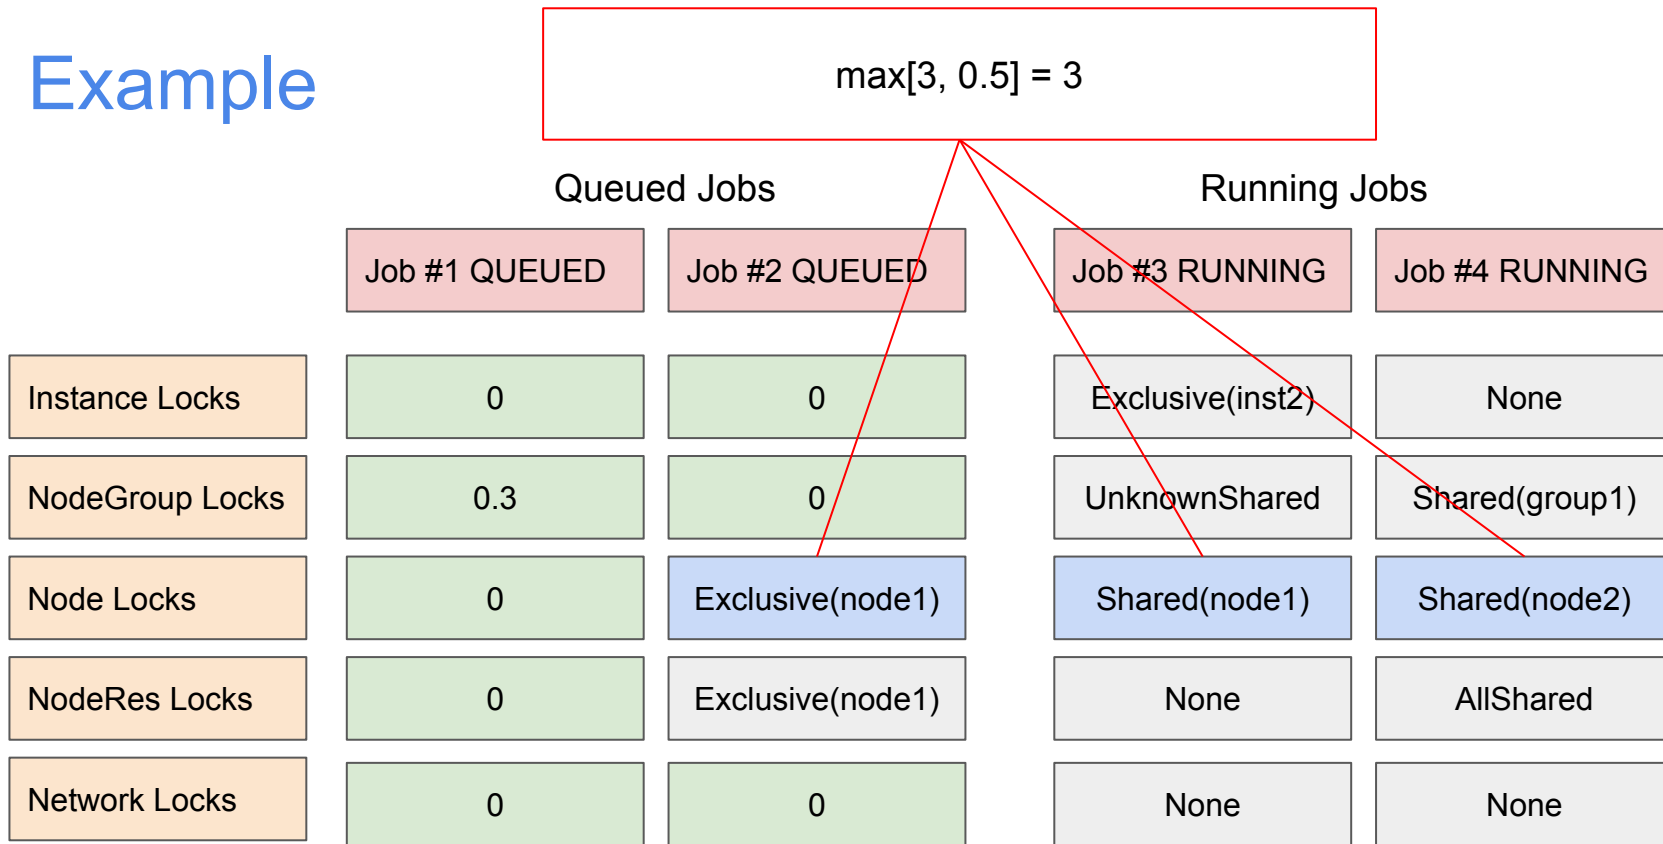 Example
max[3, 0.5] = 3
Queued Jobs
Running Jobs
Job #1 QUEUED
Job #2 QUEUED
Job #3 RUNNING
Job #4 RUNNING
Instance Locks
0
0
Exclusive(inst2)
None
NodeGroup Locks
0.3
0
UnknownShared
Shared(group1)
Node Locks
0
Exclusive(node1)
Shared(node1)
Shared(node2)
NodeRes Locks
0
Exclusive(node1)
None
AllShared
Network Locks
0
0
None
None